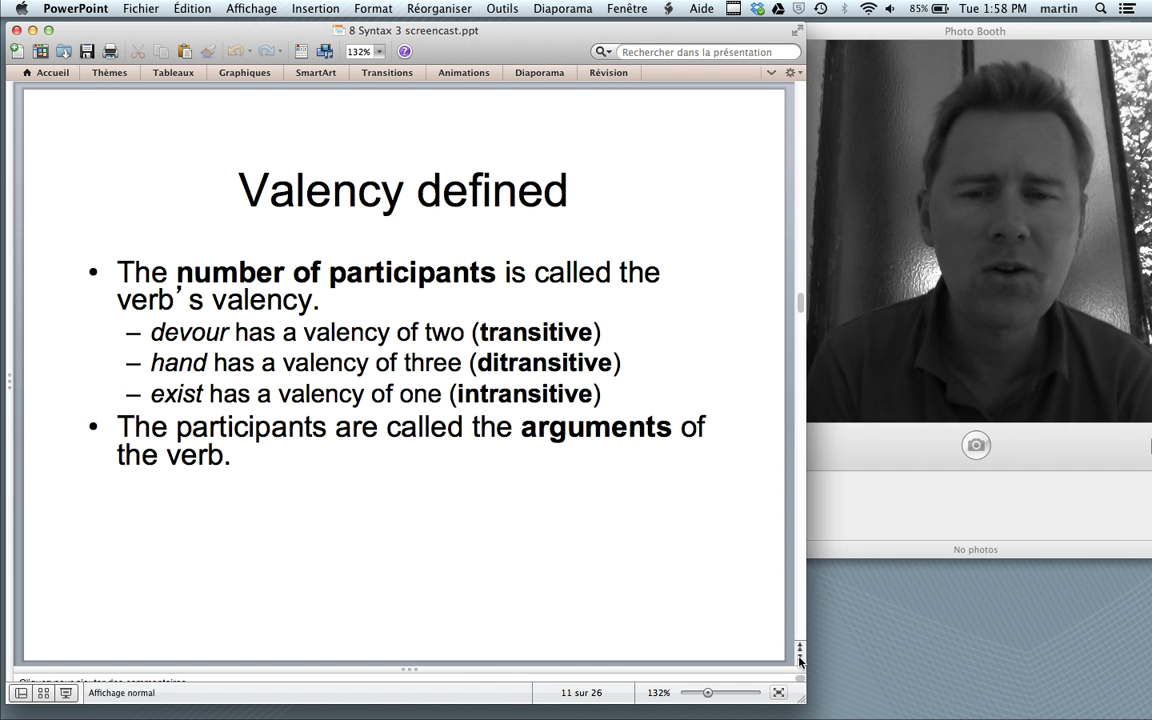 PowerPoint Fichier Édition Affichage Insertion Format Réorganiser Outils Diaporama Fenêtre Aide 85% Tue 1:58 PM martin
8 Syntax 3 screencast.ppt
Photo Booth
132% Rechercher dans la présentation
Accueil Thèmes Tableaux Graphiques SmartArt Transitions Animations Diaporama Révision
Valency defined
• The number of participants is called the
verb’s valency.
– devour has a valency of two (transitive)
– hand has a valency of three (ditransitive)
– exist has a valency of one (intransitive)
• The participants are called the arguments of
the verb.
No photos
Affichage normal 11 sur 26 132%